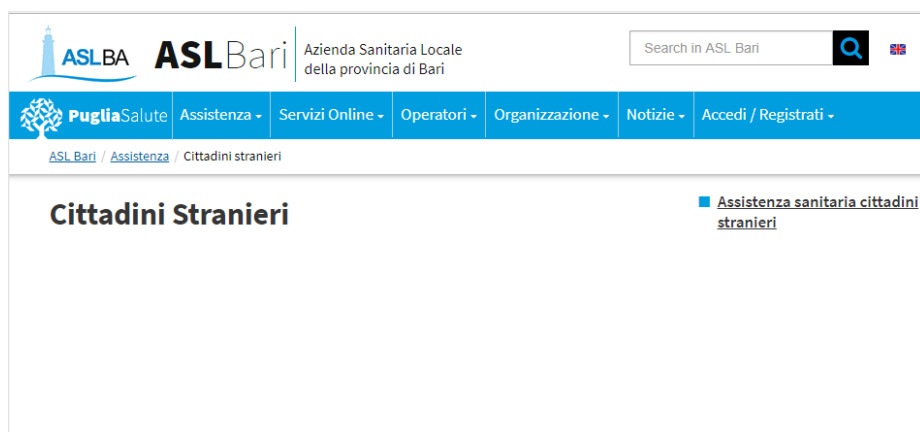 ASLBA
ASLBari
Azienda Sanitaria Locale
della provincia di Bari
Search in ASL Bari
PugliaSalute
Assistenza
Servizi Online
Operatori
Organizzazione
Notizie
Accedi / Registrati
ASL Bari / Assistenza / Cittadini stranieri
Cittadini Stranieri
Assistenza sanitaria cittadini
stranieri